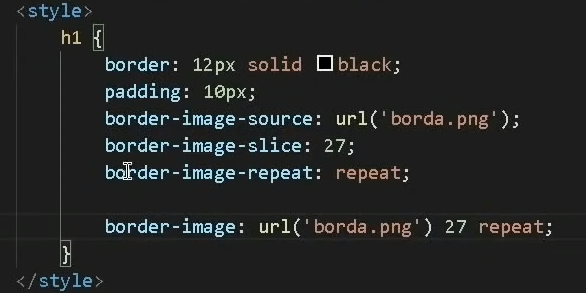 <style>
h1 {
border: 12px solid black;
padding: 10px;
border-image-source: url('borda.png');
border-image-slice: 27;
border-image-repeat: repeat;
border-image: url('borda.png') 27 repeat;
}
</style>